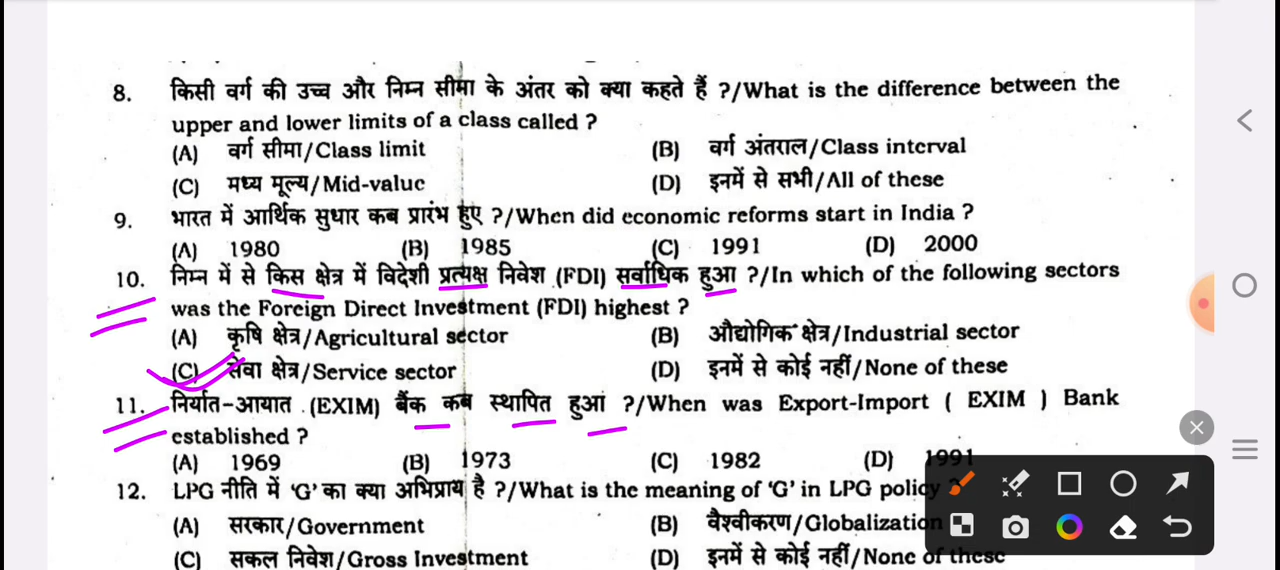 8. किसी वर्ग की उच्च और निम्न सीमा के अंतर को क्या कहते हैं ?/What is the difference between the
upper and lower limits of a class called ?
(A) वर्ग सीमा/Class limit (B) वर्ग अंतराल/Class interval
(C) मध्य मूल्य/Mid-value (D) इनमें से सभी/All of these
9. भारत में आर्थिक सुधार कब प्रारंभ हुए ?/When did economic reforms start in India ?
(A) 1980 (B) 1985 (C) 1991 (D) 2000
10. निम्न में से किस क्षेत्र में विदेशी प्रत्यक्ष निवेश (FDI) सर्वाधिक हुआ ?/In which of the following sectors
was the Foreign Direct Investment (FDI) highest ?
(A) कृषि क्षेत्र/Agricultural sector (B) औद्योगिक क्षेत्र/Industrial sector
(C) सेवा क्षेत्र/Service sector (D) इनमें से कोई नहीं/None of these
11. निर्यात-आयात (EXIM) बैंक कब स्थापित हुआ ?/When was Export-Import ( EXIM ) Bank
established ?
(A) 1969 (B) 1973 (C) 1982 (D) 1991
12. LPG नीति में 'G' का क्या अभिप्राय है ?/What is the meaning of 'G' in LPG policy ?
(A) सरकार/Government (B) वैश्वीकरण/Globalization
(C) सकल निवेश/Gross Investment (D) इनमें से कोई नहीं/None of these